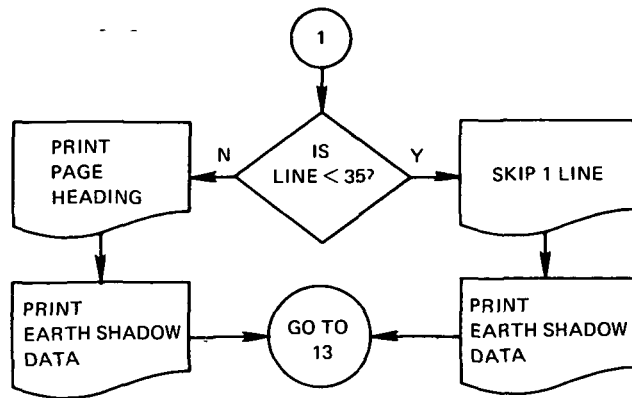 1
IS
LINE < 35?
N
Y
PRINT
PAGE
HEADING
SKIP 1 LINE
PRINT
EARTH SHADOW
DATA
GO TO
13
PRINT
EARTH SHADOW
DATA